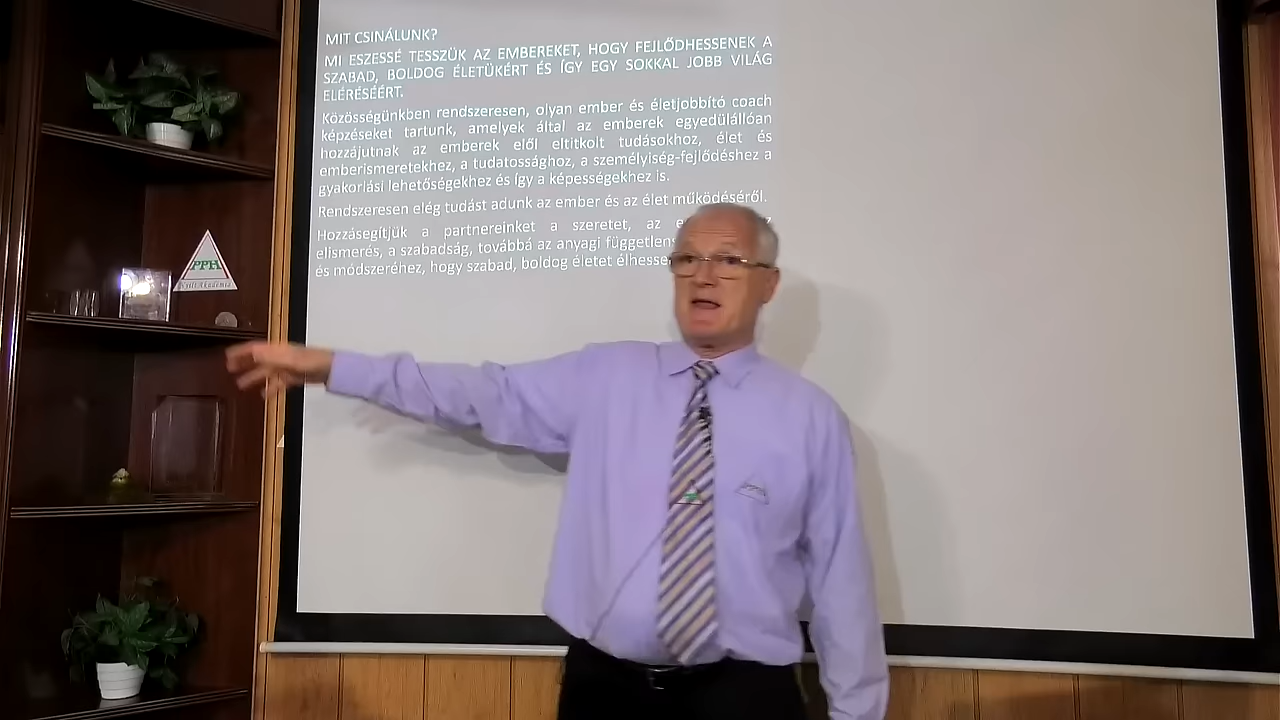 MIT CSINÁLUNK?
MI ESZESSÉ TESSZÜK AZ EMBEREKET, HOGY FEJLŐDHESSENEK A
SZABAD, BOLDOG ÉLETÜKÉRT ÉS ÍGY EGY SOKKAL JOBB VILÁG
ELÉRÉSÉÉRT.
Közösségünkben rendszeresen, olyan ember és életjobbító coach
képzéseket tartunk, amelyek által az emberek egyedülállóan
hozzájutnak az emberek elől eltitkolt tudásokhoz, élet és
emberismeretekhez, a tudatossághoz, a személyiség-fejlődéshez a
gyakorlási lehetőségekhez és így a képességekhez is.
Rendszeresen elég tudást adunk az ember és az élet működéséről.
Hozzásegítjük a partnereinket a szeretet, az
elismerés, a szabadság, továbbá az anyagi
és módszeréhez, hogy szabad, boldog életet
PPH
Nyílt Akadémia